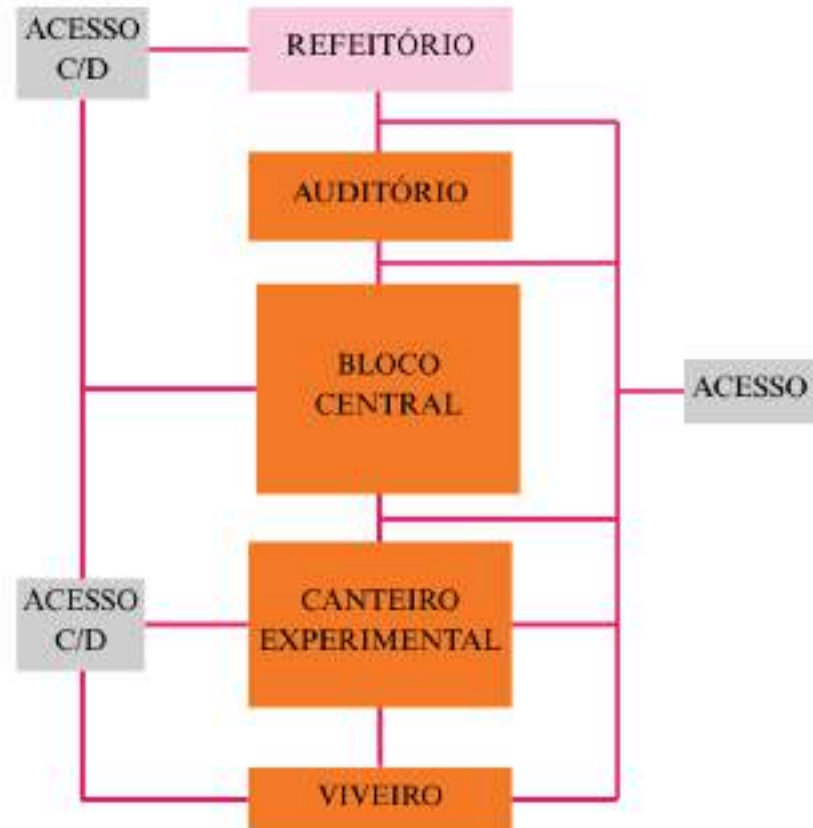 ACESSO
C/D
REFEITÓRIO
AUDITÓRIO
BLOCO
CENTRAL
ACESSO
ACESSO
C/D
CANTEIRO
EXPERIMENTAL
VIVEIRO